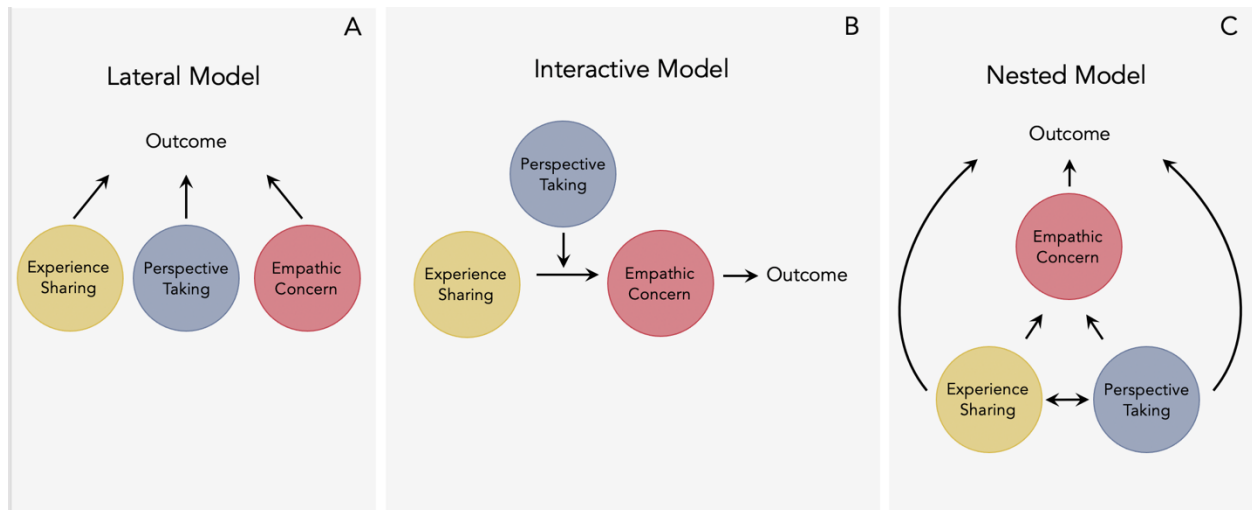 A
Lateral Model
Outcome
Experience
Sharing
Perspective
Taking
Empathic
Concern
B
Interactive Model
Perspective
Taking
Experience
Sharing
Empathic
Concern
Outcome
C
Nested Model
Outcome
Empathic
Concern
Experience
Sharing
Perspective
Taking